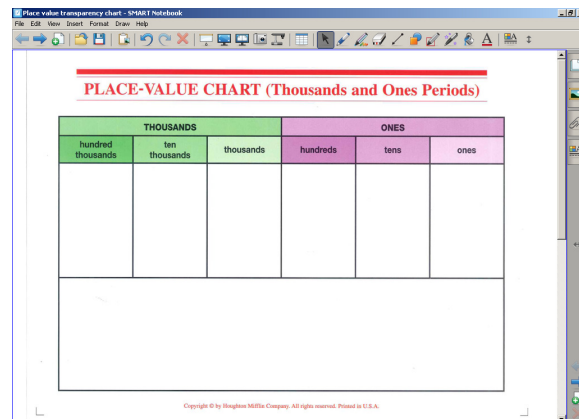 Place value transparency chart - SMART Notebook
File Edit View Insert Format Draw Help
PLACE-VALUE CHART (Thousands and Ones Periods)
THOUSANDS ONES
hundred thousands ten thousands thousands hundreds tens ones
Copyright © by Houghton Mifflin Company. All rights reserved. Printed in U.S.A.